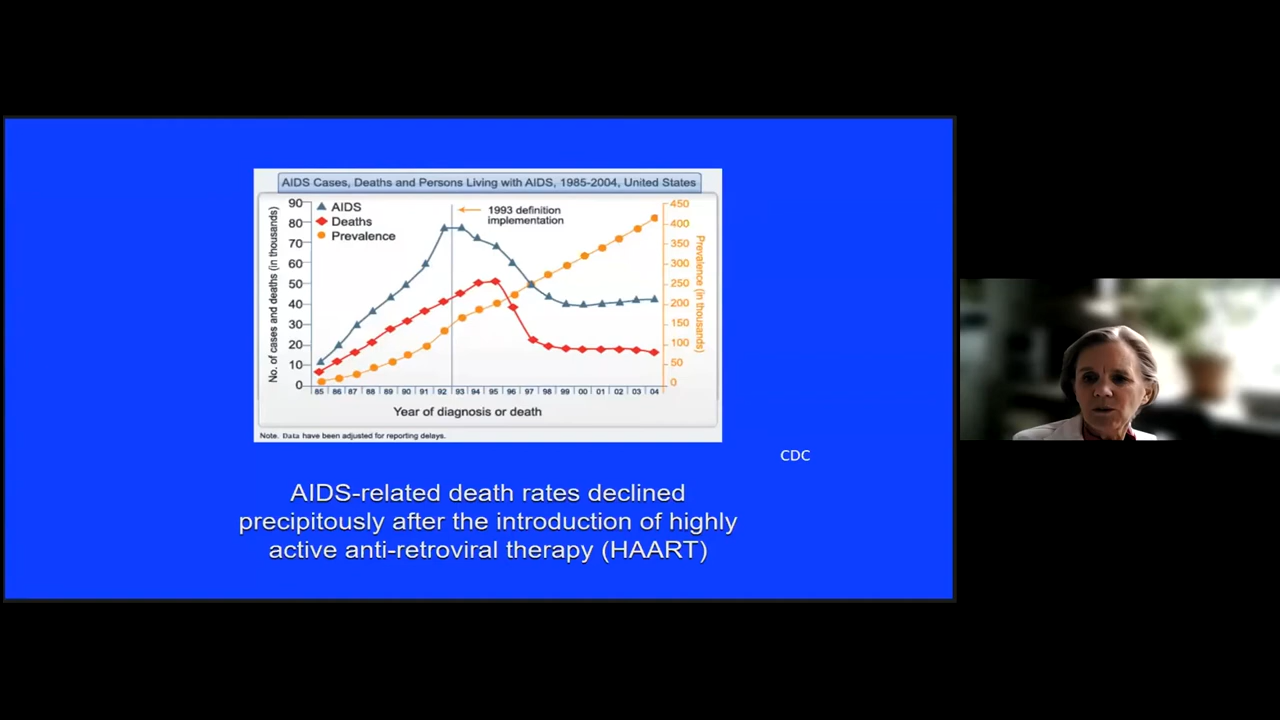 AIDS Cases, Deaths and Persons Living with AIDS, 1985-2004, United States
No. of cases and deaths (in thousands)
90
80
70
60
50
40
30
20
10
0
AIDS
Deaths
Prevalence
1993 definition
implementation
450
400
350
300
250
200
150
100
50
0
Prevalence (in thousands)
85 86 87 88 89 90 91 92 93 94 95 96 97 98 99 00 01 02 03 04
Year of diagnosis or death
Note. Data have been adjusted for reporting delays.
CDC
AIDS-related death rates declined
precipitously after the introduction of highly
active anti-retroviral therapy (HAART)